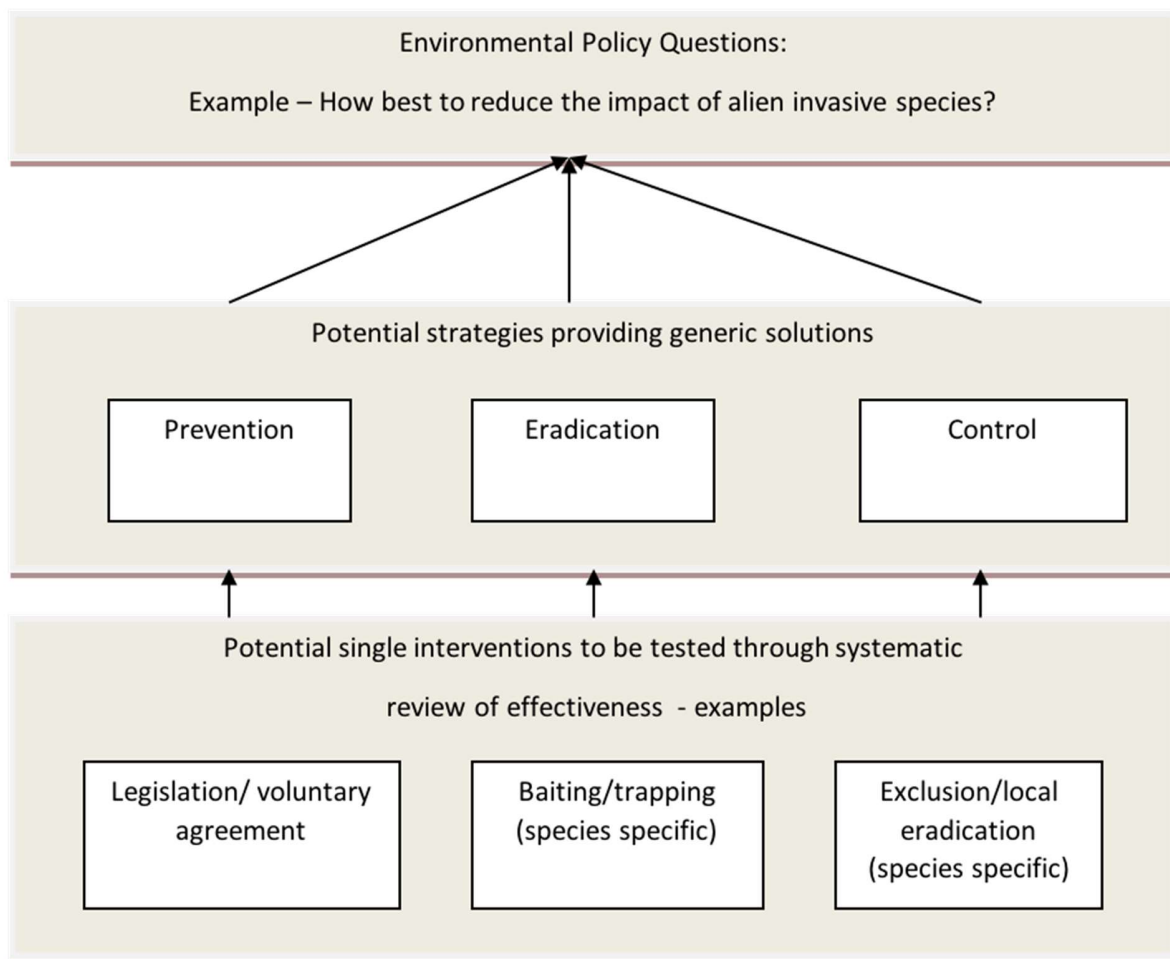 Environmental Policy Questions:
Example – How best to reduce the impact of alien invasive species?
Potential strategies providing generic solutions
Prevention
Eradication
Control
Potential single interventions to be tested through systematic
review of effectiveness - examples
Legislation/ voluntary
agreement
Baiting/trapping
(species specific)
Exclusion/local
eradication
(species specific)